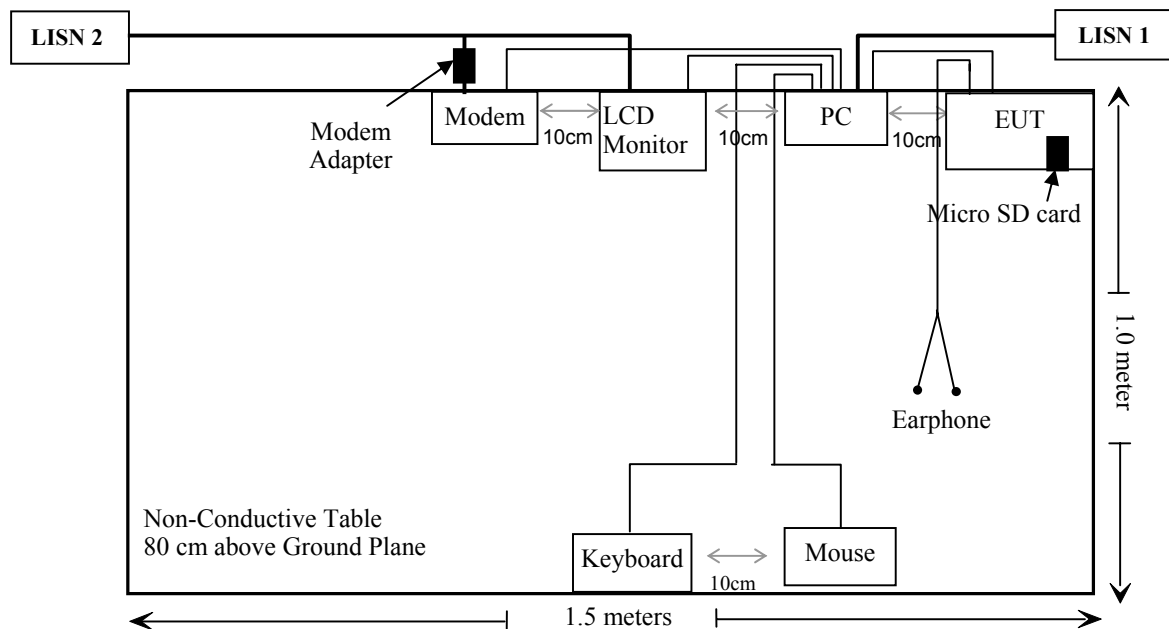 LISN 2
LISN 1
Modem
Adapter
Modem
10cm
LCD
Monitor
10cm
PC
10cm
EUT
Micro SD card
Earphone
1.0 meter
Non-Conductive Table
80 cm above Ground Plane
Keyboard
10cm
Mouse
1.5 meters